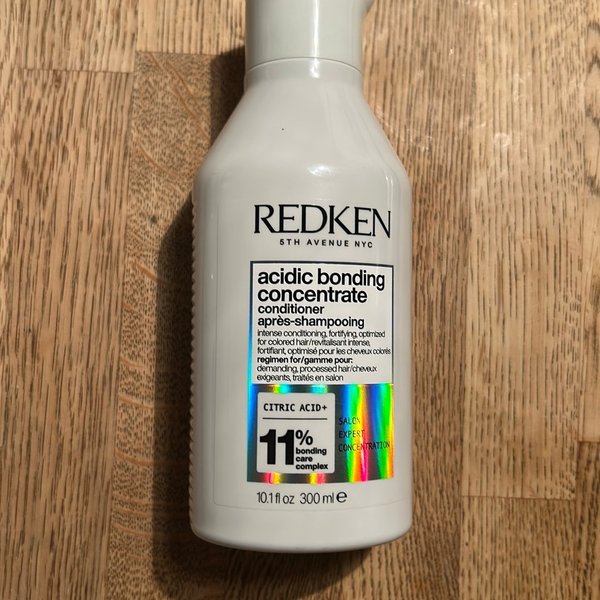 REDKEN
5TH AVENUE NYC
acidic bonding
concentrate
conditioner
après-shampooing
intense conditioning, fortifying, optimized
for colored hair/revitalisant intense,
fortifiant, optimisé pour les cheveux colorés
regimen for/gamme pour:
demanding, processed hair/cheveux
exigeants, traités en salon
CITRIC ACID+
11%
bonding
care
complex
SALON
EXPERT
CONCENTRATION
10.1 fl oz 300 ml e